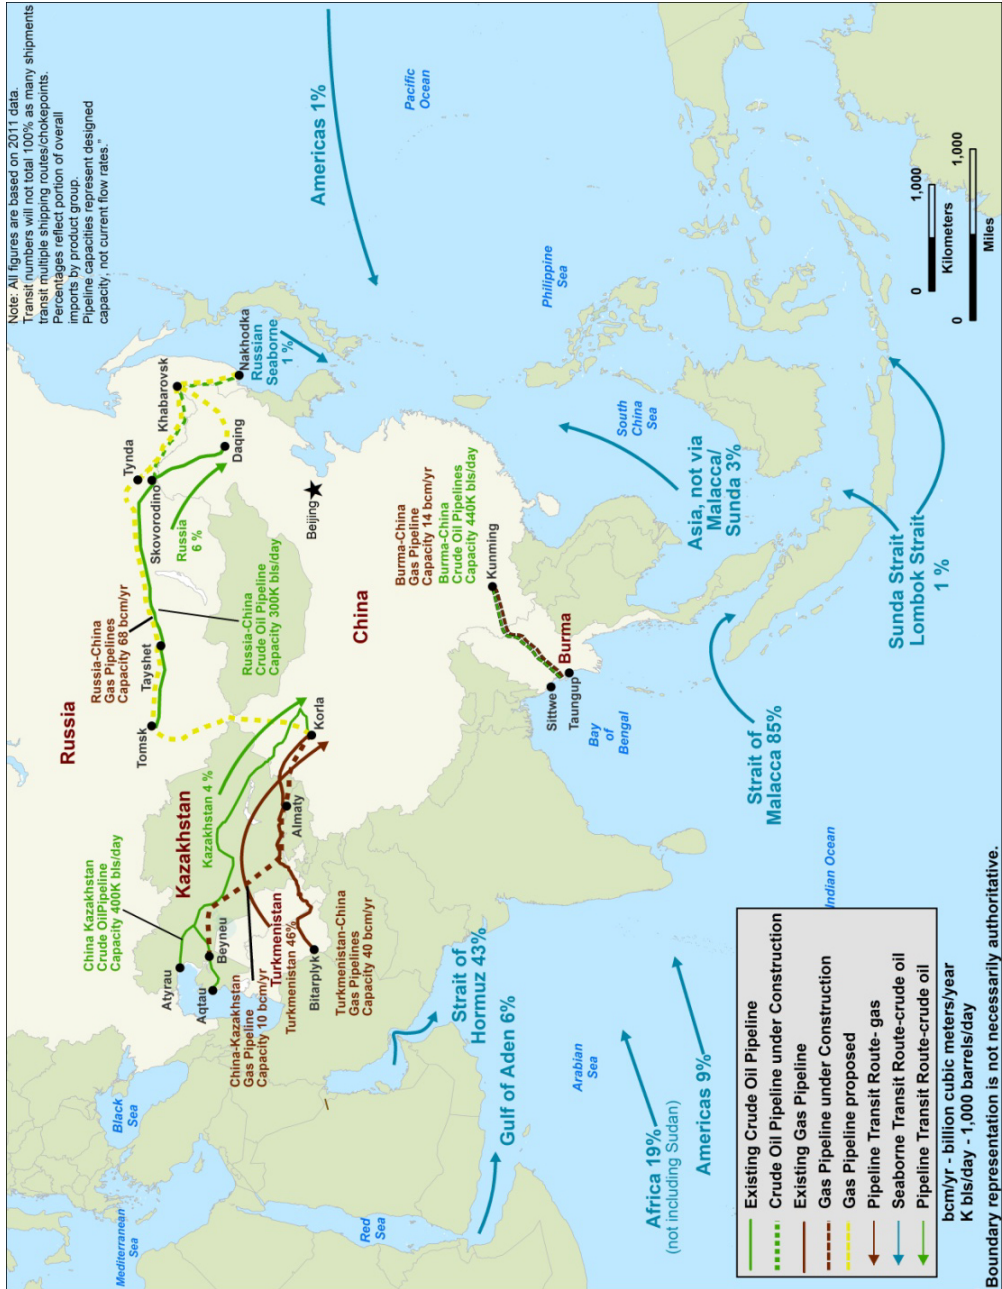 Note: All figures are based on 2011 data.
Transit numbers will not total 100% as many shipments
transit multiple shipping routes/chokepoints.
Percentages reflect portion of overall
imports by product group.
Pipeline capacities represent designed
capacity, not current flow rates."
Russia
Russia-China
Gas Pipelines
Capacity 68 bcm/yr
Tomsk
Tayshet
Tynda
Skovorodino
Khabarovsk
Nakhodka
Daqing
Russia
6 %
Russian
Seaborne
1 %
Americas 1%
Pacific
Ocean
Russia-China
Crude Oil Pipeline
Capacity 300K bls/day
Beijing
China
China Kazakhstan
Crude OilPipeline
Capacity 400K bls/day
Kazakhstan
Kazakhstan 4 %
Atyrau
Aqtau
Beyneu
Korla
Almaty
China-Kazakhstan
Gas Pipeline
Capacity 10 bcm/yr
Turkmenistan
Turkmenistan 46%
Bitarplyk
Turkmenistan-China
Gas Pipelines
Capacity 40 bcm/yr
Burma-China
Gas Pipeline
Capacity 14 bcm/yr
Burma-China
Crude Oil Pipelines
Capacity 440K bls/day
Kunming
Burma
Sittwe
Taungup
Bay
of
Bengal
Black
Sea
Mediterranean
Sea
Red
Sea
Strait of
Hormuz 43%
Gulf of Aden 6%
Arabian
Sea
Africa 19%
(not including Sudan)
Americas 9%
Indian Ocean
Strait of
Malacca 85%
Asia, not via
Malacca/
Sunda 3%
South
China
Sea
Philippine
Sea
Sunda Strait
Lombok Strait
1 %
0
1,000
Kilometers
0
1,000
Miles
Existing Crude Oil Pipeline
Crude Oil Pipeline under Construction
Existing Gas Pipeline
Gas Pipeline under Construction
Gas Pipeline proposed
Pipeline Transit Route- gas
Seaborne Transit Route-crude oil
Pipeline Transit Route-crude oil
bcm/yr - billion cubic meters/year
K bls/day - 1,000 barrels/day
Boundary representation is not necessarily authoritative.